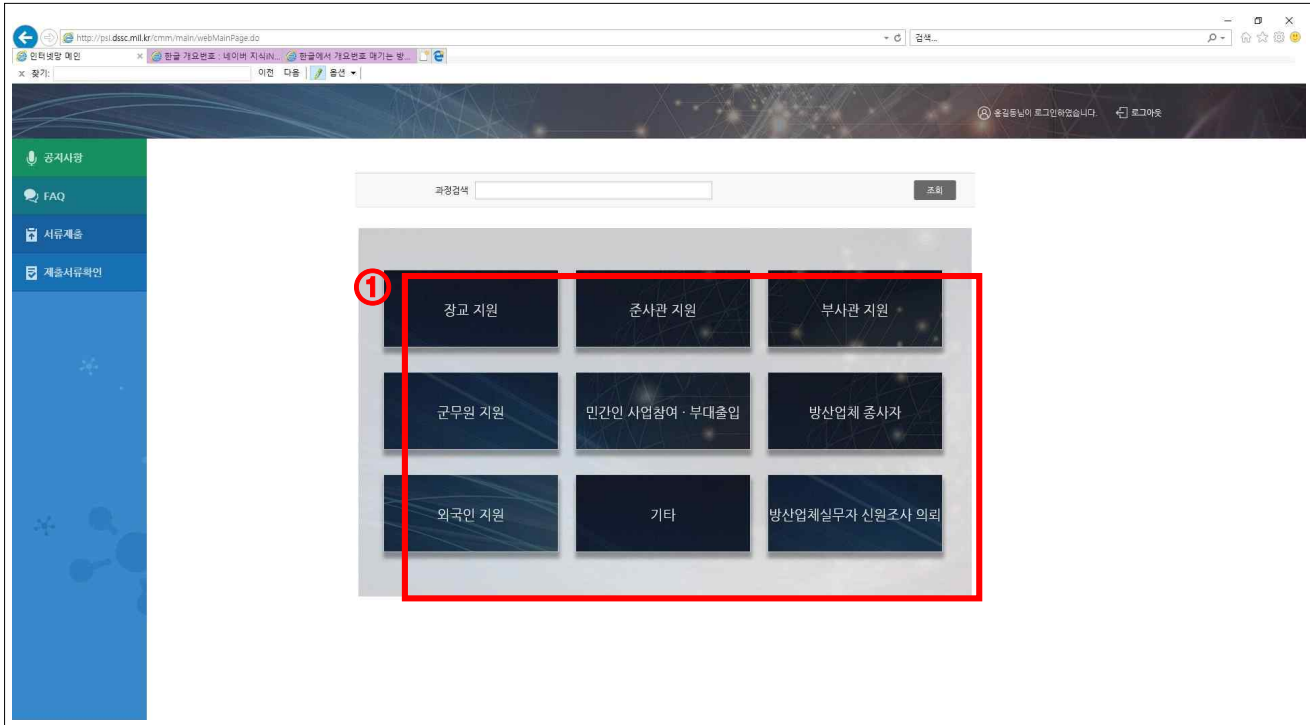 http://psi.dssc.mil.kr/cmm/main/webMainPage.do
검색...
인터넷망 메인
한글 개요번호 : 네이버 지식iN...
한글에서 개요번호 매기는 방...
x 찾기:
이전 다음
옵션
홍길동님이 로그인하였습니다.
로그아웃
공지사항
FAQ
서류제출
제출서류확인
과정검색
조회
①
장교 지원
준사관 지원
부사관 지원
군무원 지원
민간인 사업참여 · 부대출입
방산업체 종사자
외국인 지원
기타
방산업체실무자 신원조사 의뢰